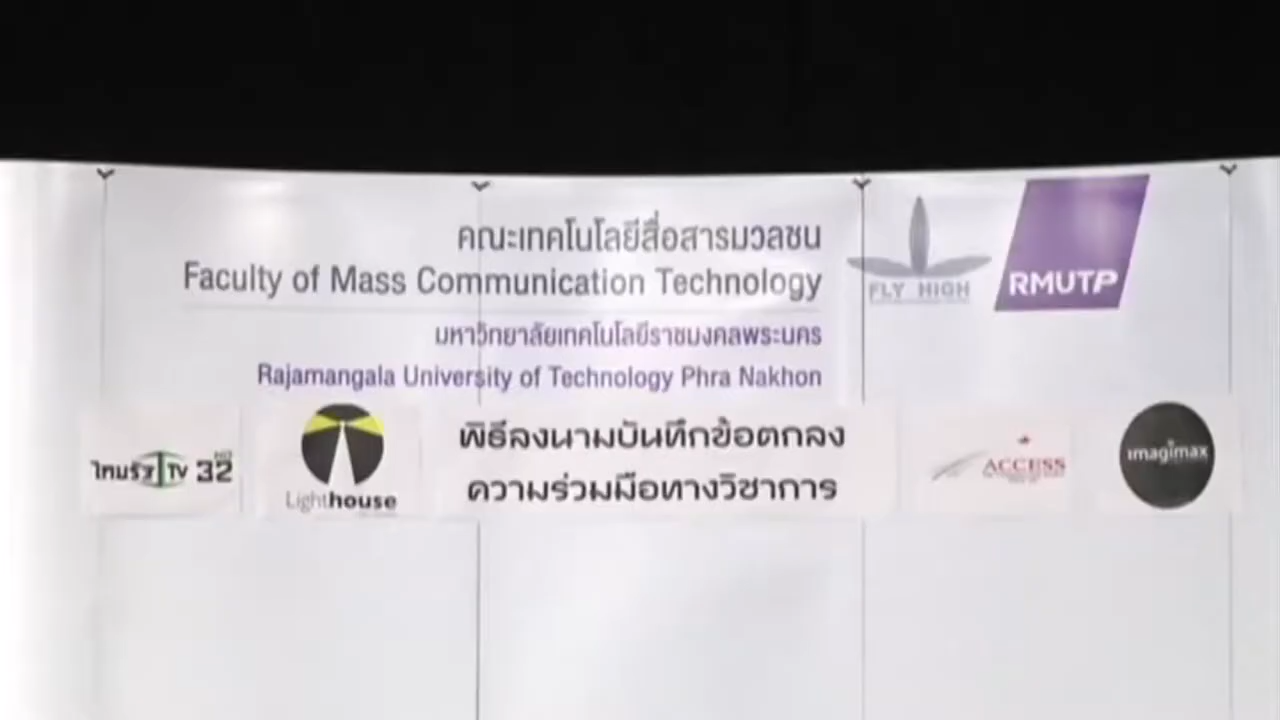 คณะเทคโนโลยีสื่อสารมวลชน
Faculty of Mass Communication Technology
FLY HIGH
RMUTP
มหาวิทยาลัยเทคโนโลยีราชมงคลพระนคร
Rajamangala University of Technology Phra Nakhon
ไทยรัฐ TV HD 32
Lighthouse
พิธีลงนามบันทึกข้อตกลง
ความร่วมมือทางวิชาการ
ACCESS
imagimax